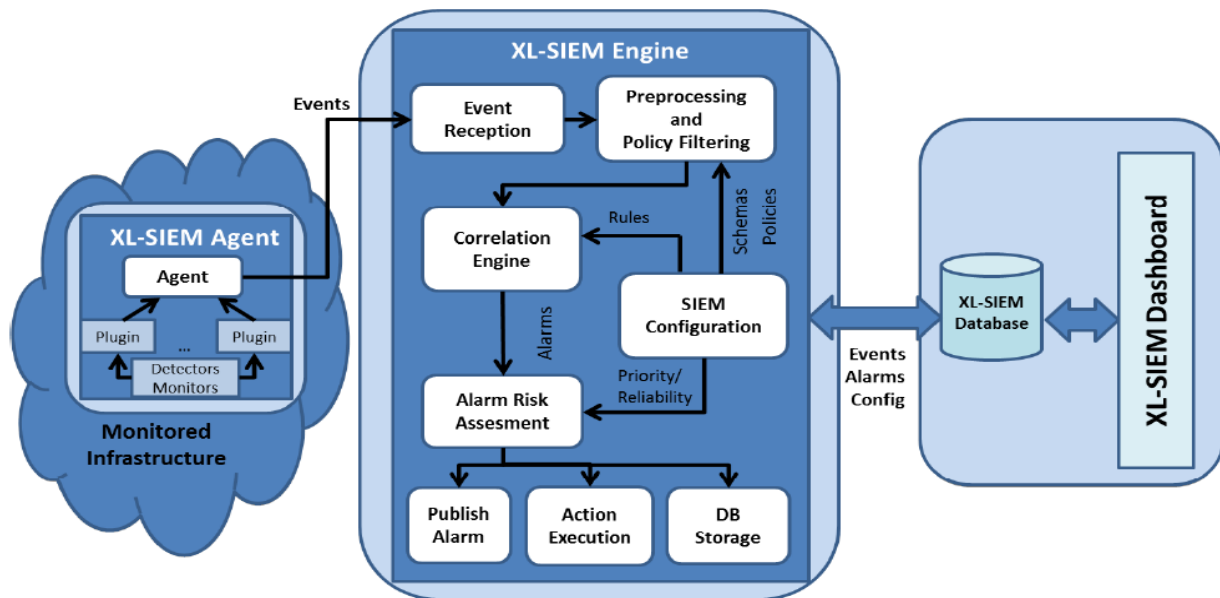 XL-SIEM Engine
Events
Event
Reception
Preprocessing
and
Policy Filtering
Rules
Schemas
Policies
XL-SIEM Agent
Agent
Plugin
Plugin
...
Detectors
Monitors
Monitored
Infrastructure
Correlation
Engine
SIEM
Configuration
Alarms
Priority/
Reliability
Alarm Risk
Assesment
Publish
Alarm
Action
Execution
DB
Storage
Events
Alarms
Config
XL-SIEM
Database
XL-SIEM Dashboard